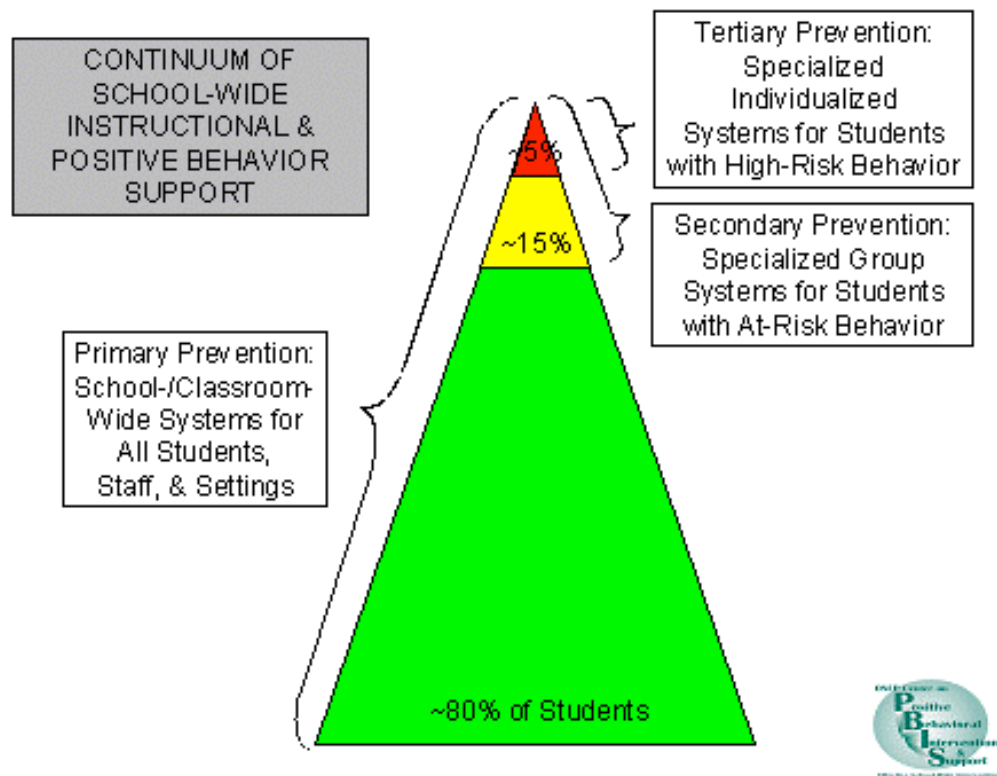 CONTINUUM OF
SCHOOL-WIDE
INSTRUCTIONAL &
POSITIVE BEHAVIOR
SUPPORT
Tertiary Prevention:
Specialized
Individualized
Systems for Students
with High-Risk Behavior
~5%
Secondary Prevention:
Specialized Group
Systems for Students
with At-Risk Behavior
~15%
Primary Prevention:
School-/Classroom-
Wide Systems for
All Students,
Staff, & Settings
~80% of Students
Positive
Behavioral
Intervention
&
Support